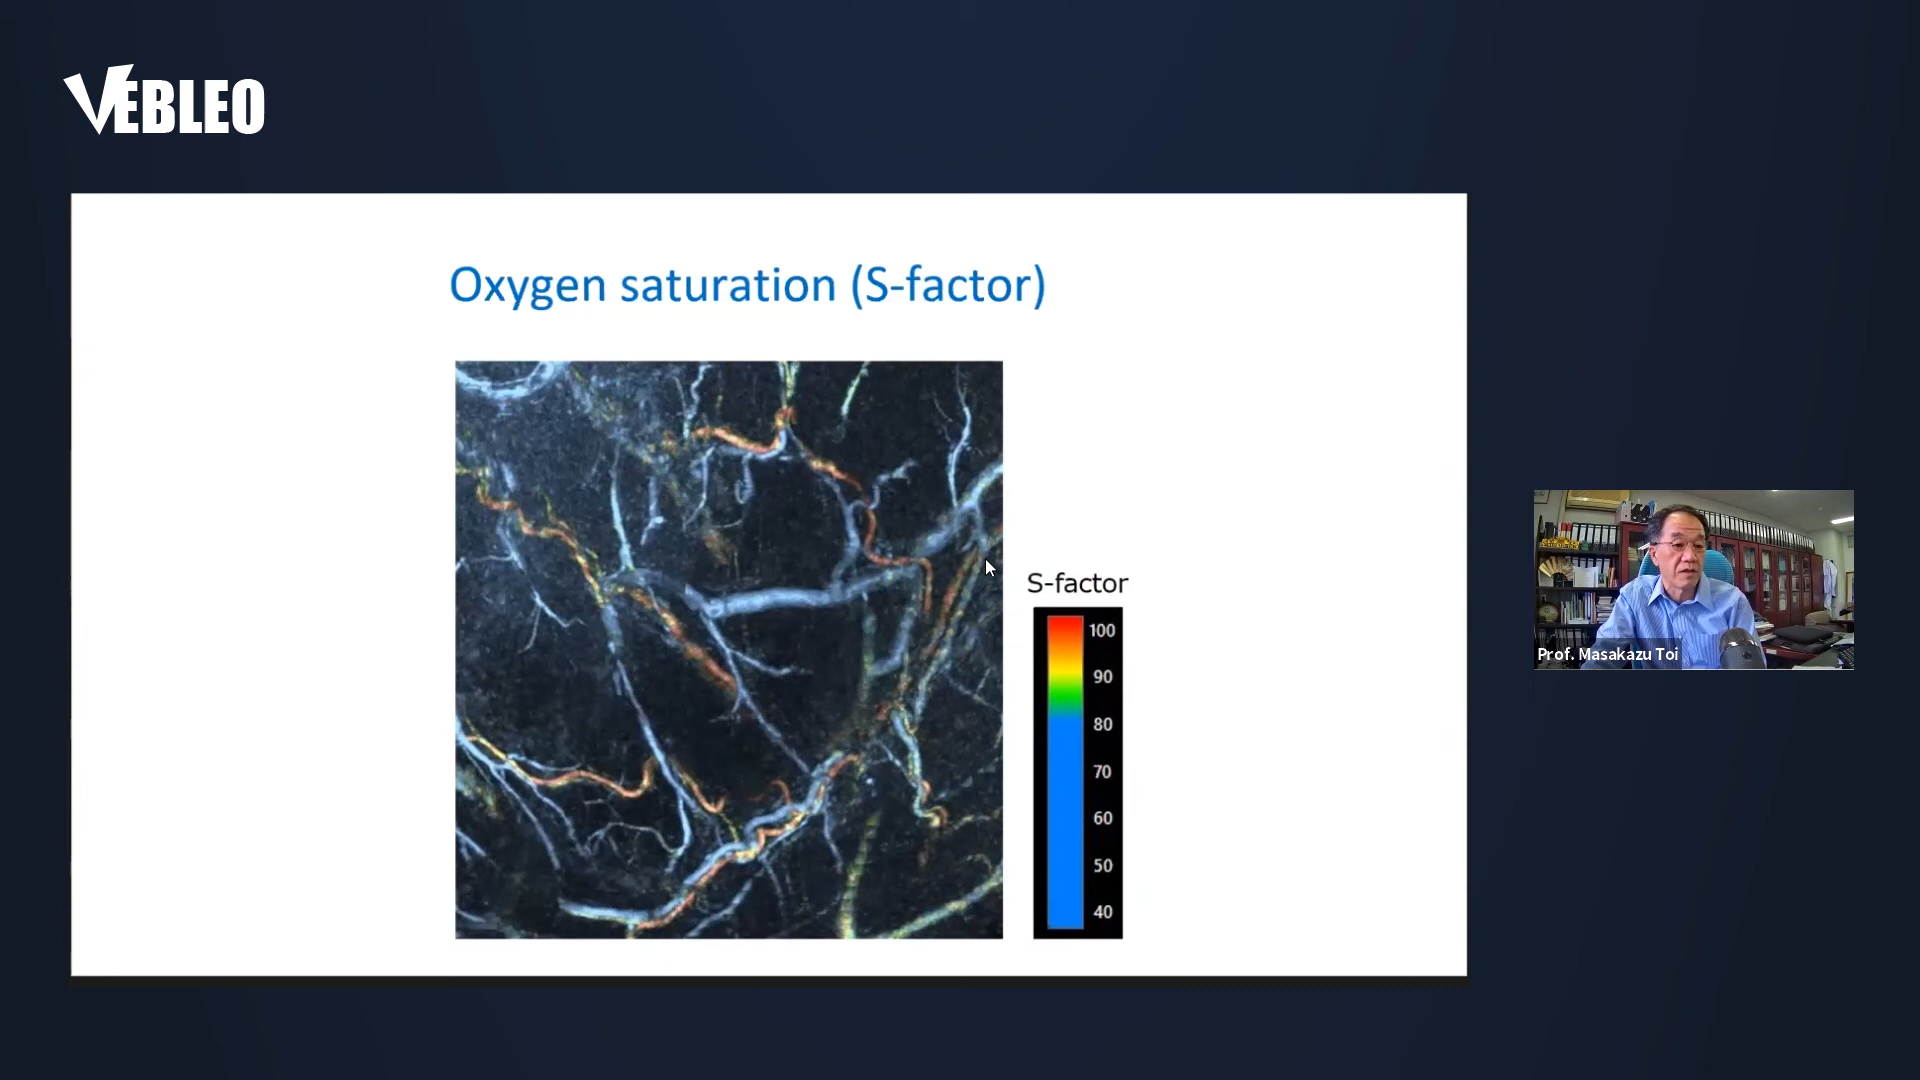 VEBLEO
Oxygen saturation (S-factor)
S-factor
100
90
80
70
60
50
40
Prof. Masakazu Toi